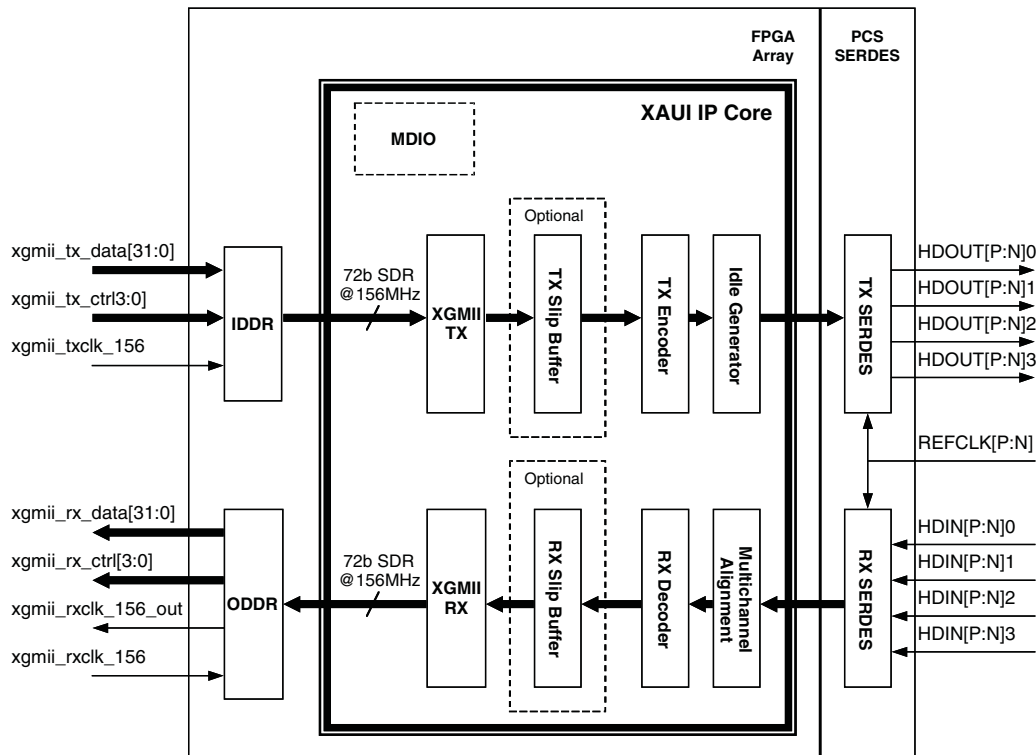 FPGA
Array
PCS
SERDES
XAUI IP Core
MDIO
Optional
xgmii_tx_data[31:0]
xgmii_tx_ctrl3:0]
xgmii_txclk_156
IDDR
72b SDR
@156MHz
XGMII
TX
TX Slip Buffer
TX Encoder
Idle Generator
TX SERDES
HDOUT[P:N]0
HDOUT[P:N]1
HDOUT[P:N]2
HDOUT[P:N]3
REFCLK[P:N]
Optional
xgmii_rx_data[31:0]
xgmii_rx_ctrl[3:0]
xgmii_rxclk_156_out
xgmii_rxclk_156
ODDR
72b SDR
@156MHz
XGMII
RX
RX Slip Buffer
RX Decoder
Multichannel
Alignment
RX SERDES
HDIN[P:N]0
HDIN[P:N]1
HDIN[P:N]2
HDIN[P:N]3